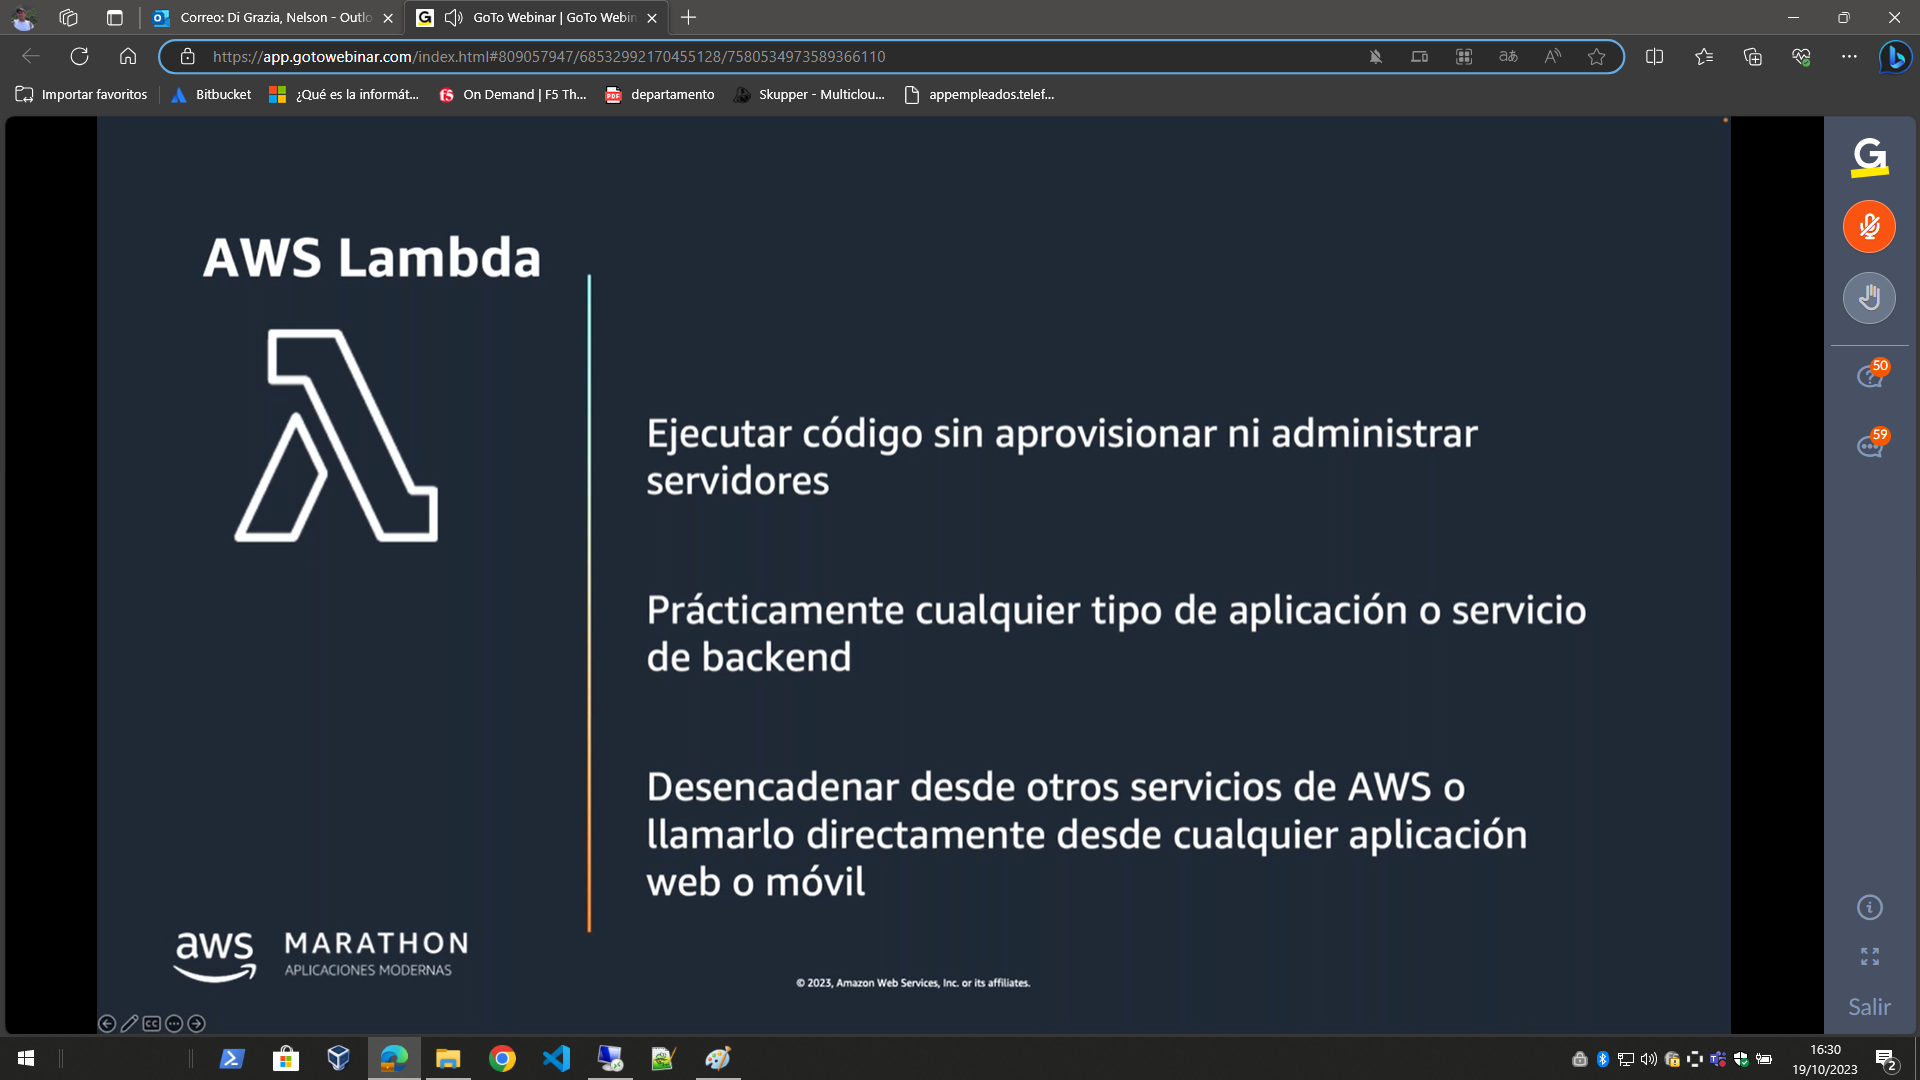 Correo: Di Grazia, Nelson - Outlo
GoTo Webinar | GoTo Webin
https://app.gotowebinar.com/index.html#809057947/68532992170455128/7580534973589366110
Importar favoritos
Bitbucket
¿Qué es la informát...
On Demand | F5 Th...
departamento
Skupper - Multiclou...
appempleados.telef...
AWS Lambda
Ejecutar código sin aprovisionar ni administrar
servidores
Prácticamente cualquier tipo de aplicación o servicio
de backend
Desencadenar desde otros servicios de AWS o
llamarlo directamente desde cualquier aplicación
web o móvil
aws MARATHON
APLICACIONES MODERNAS
© 2023, Amazon Web Services, Inc. or its affiliates.
50
59
Salir
16:30
19/10/2023
2